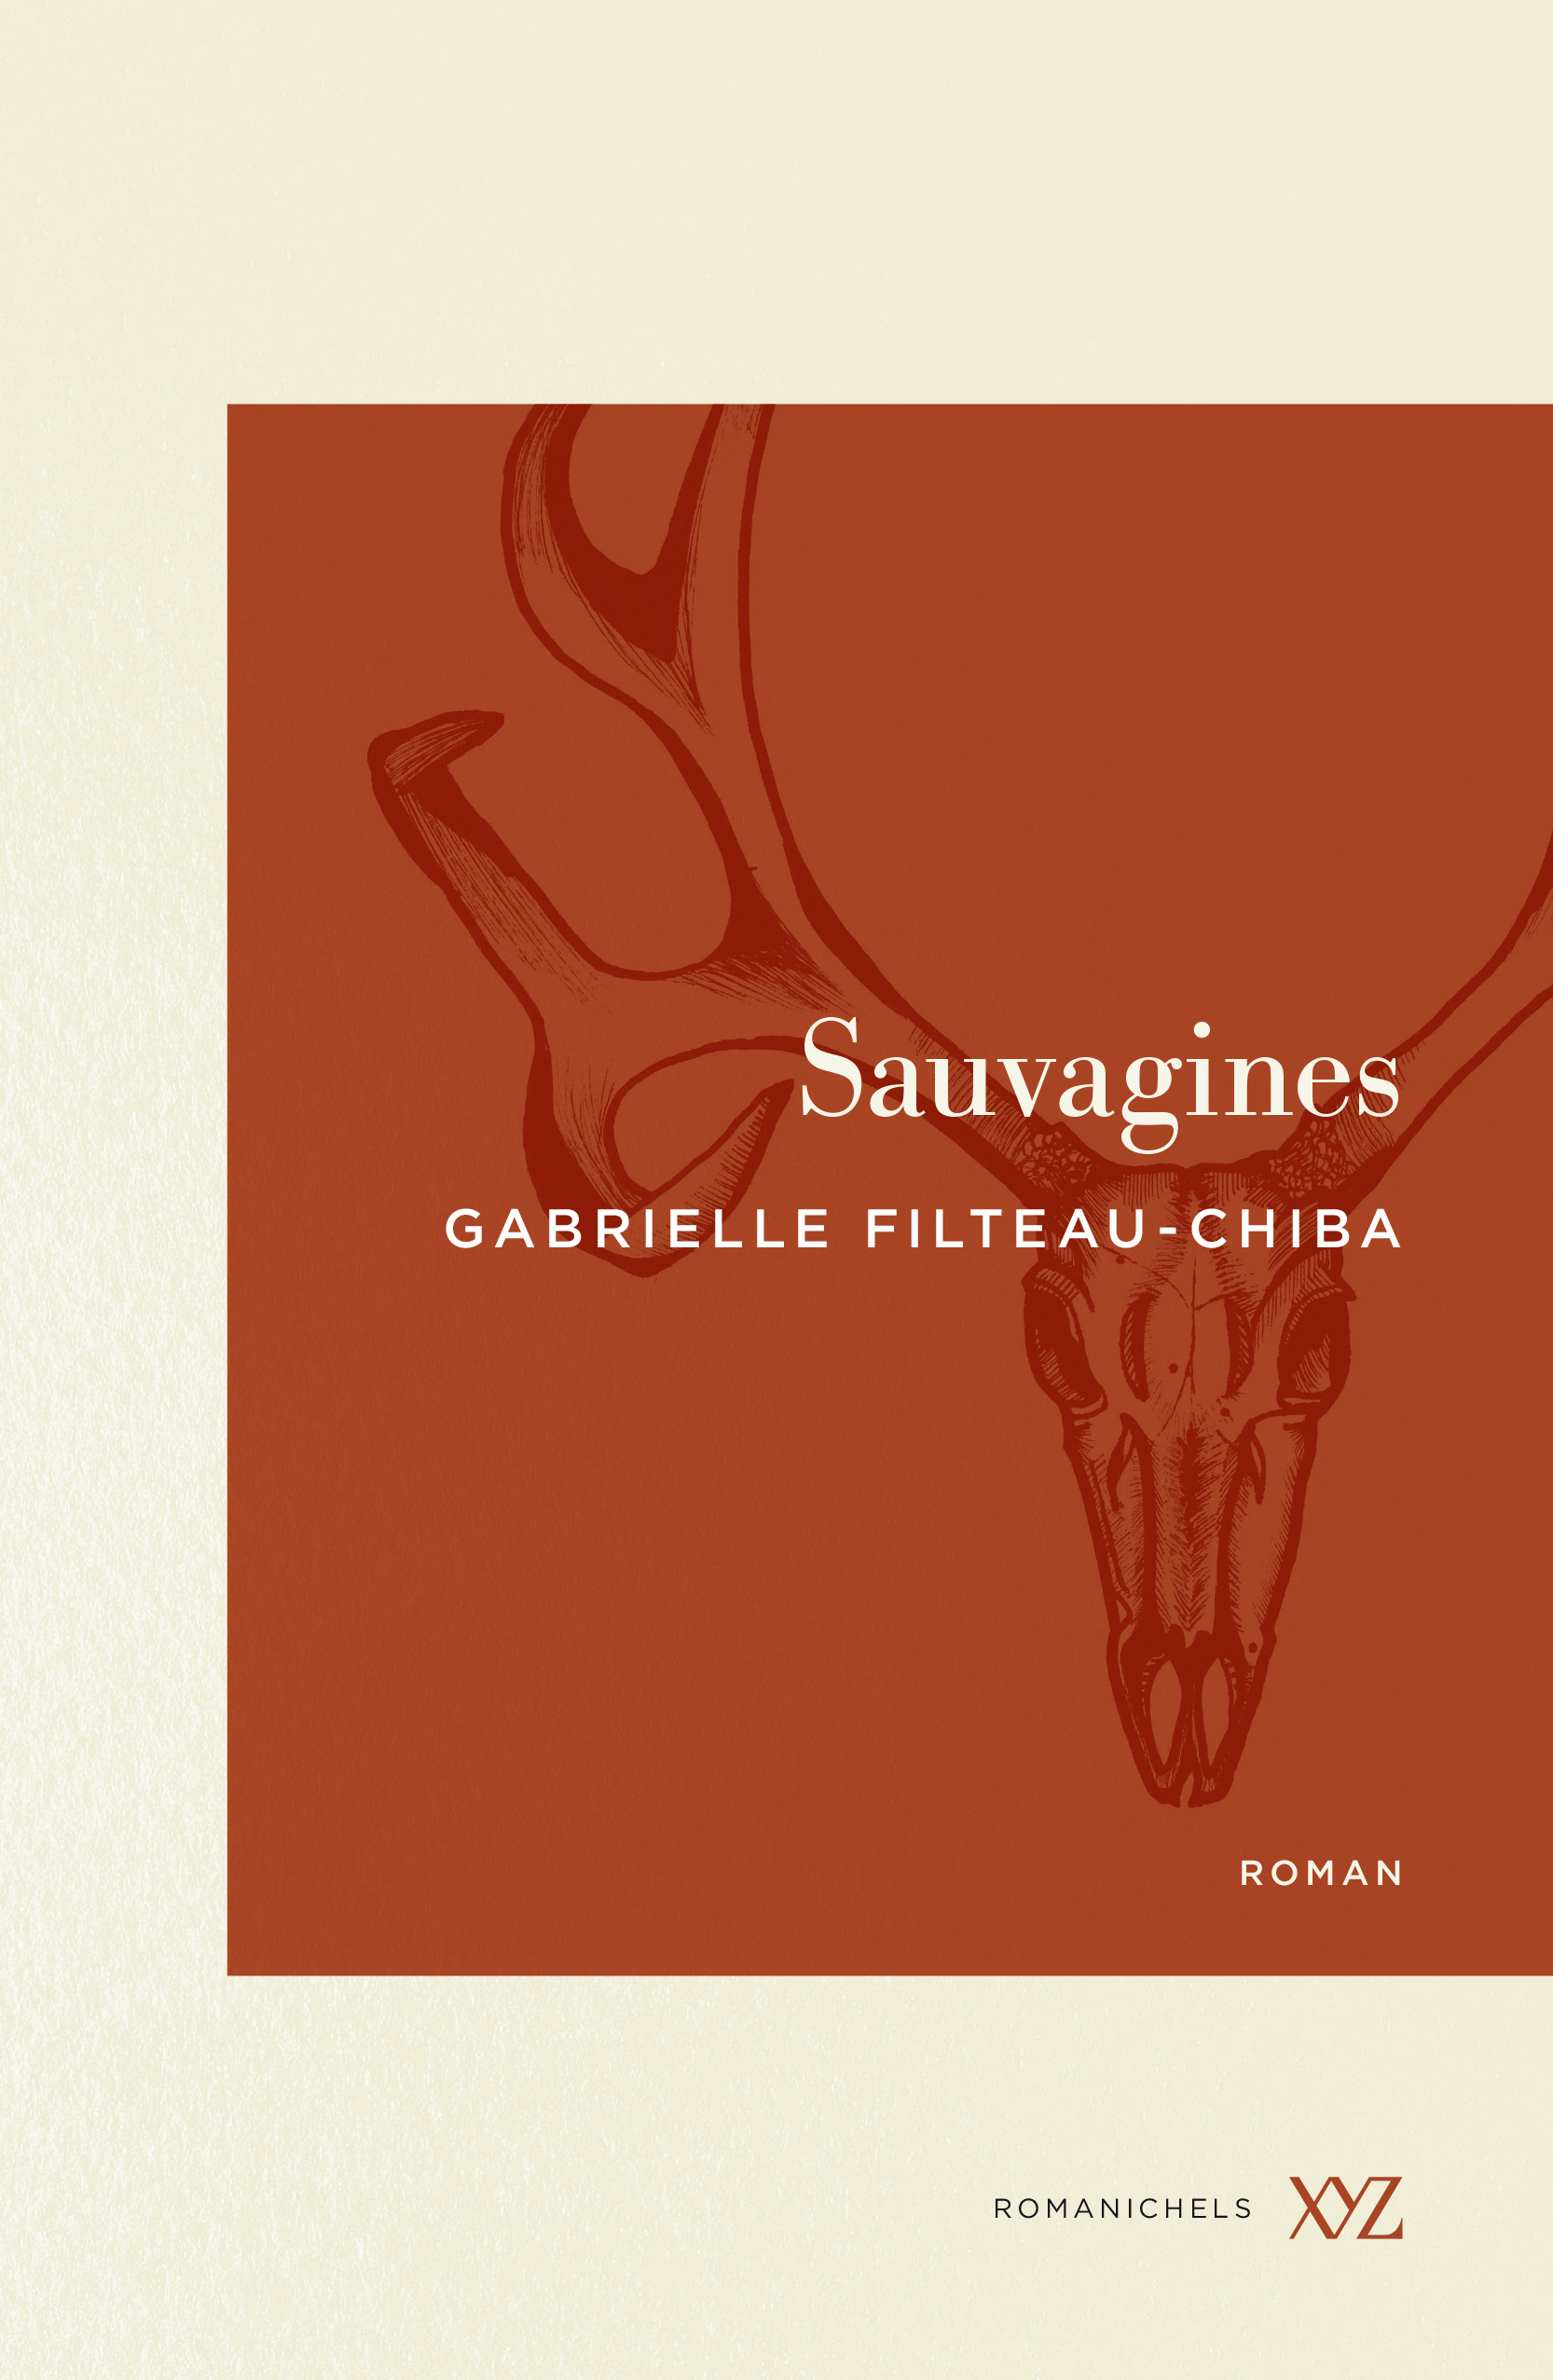 Sauvagines
GABRIELLE FILTEAU-CHIBA
ROMAN
ROMANICHELS XYZ